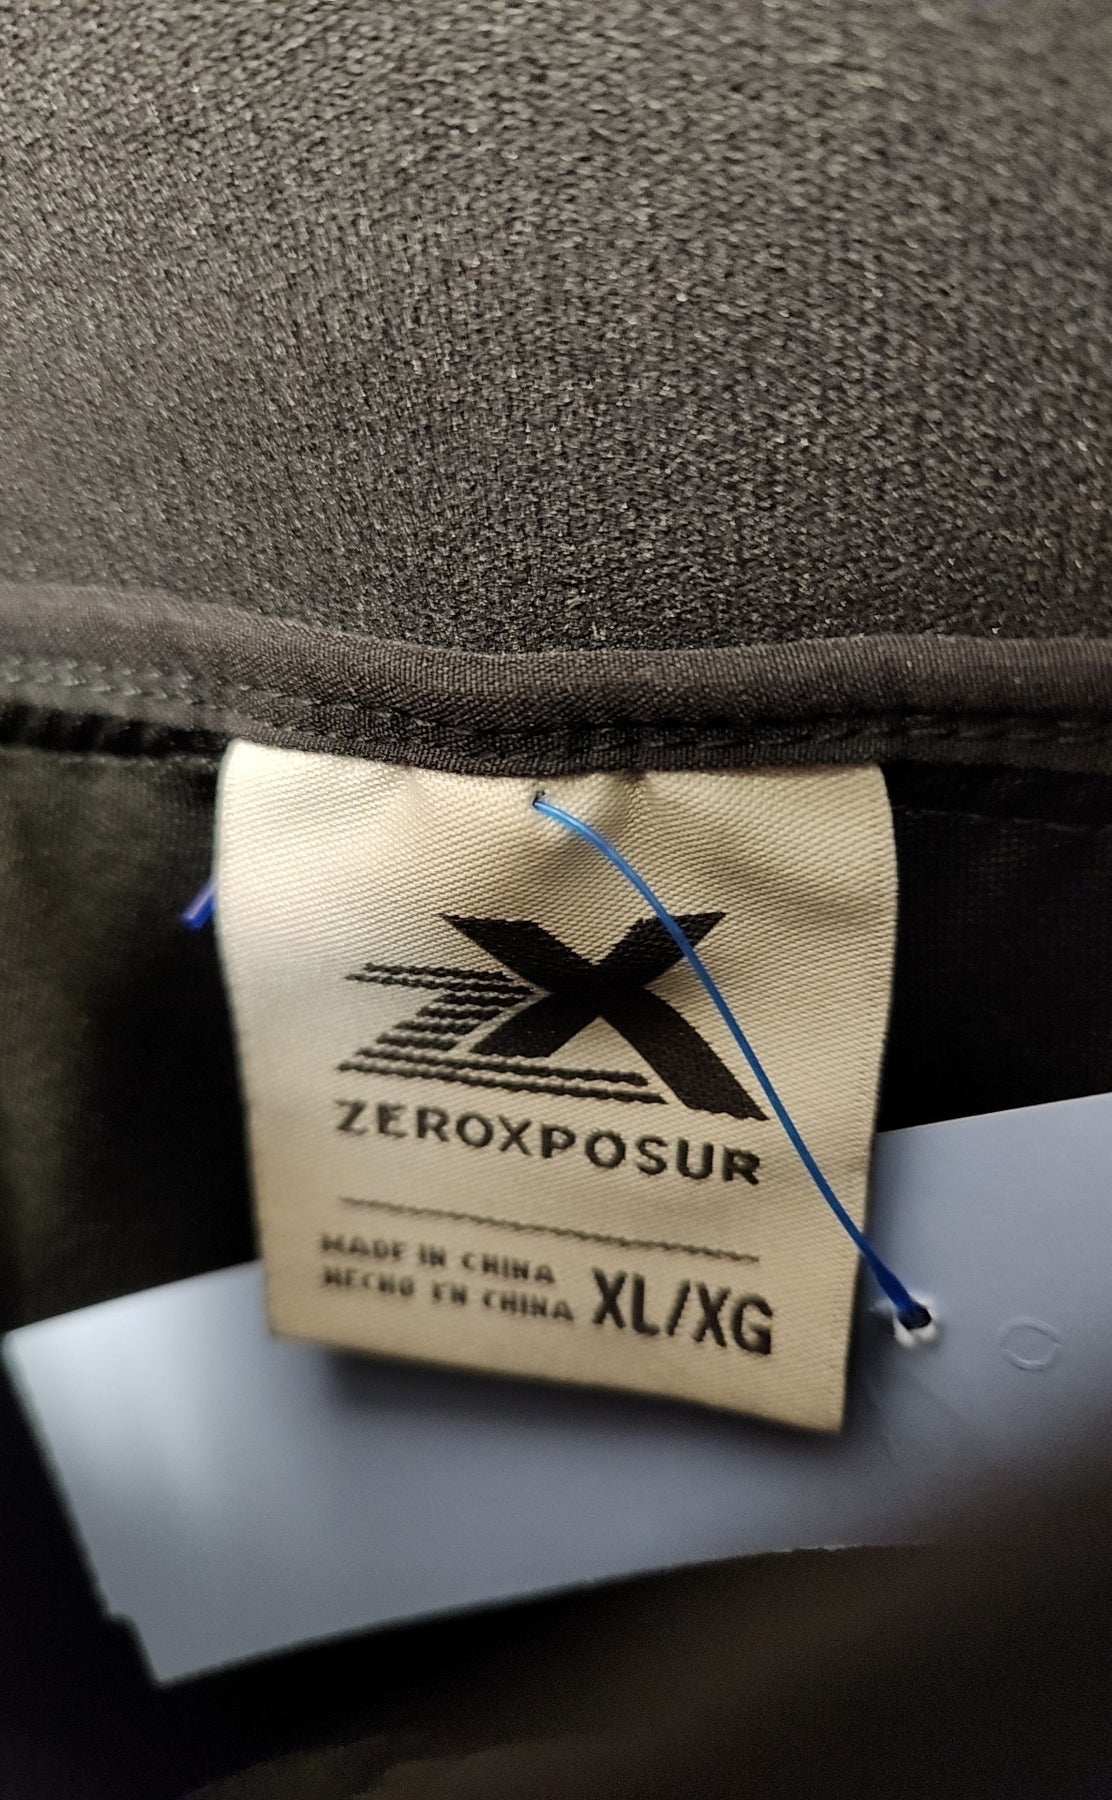 ZX
ZEROXPOSUR
MADE IN CHINA
HECHO EN CHINA XL/XG